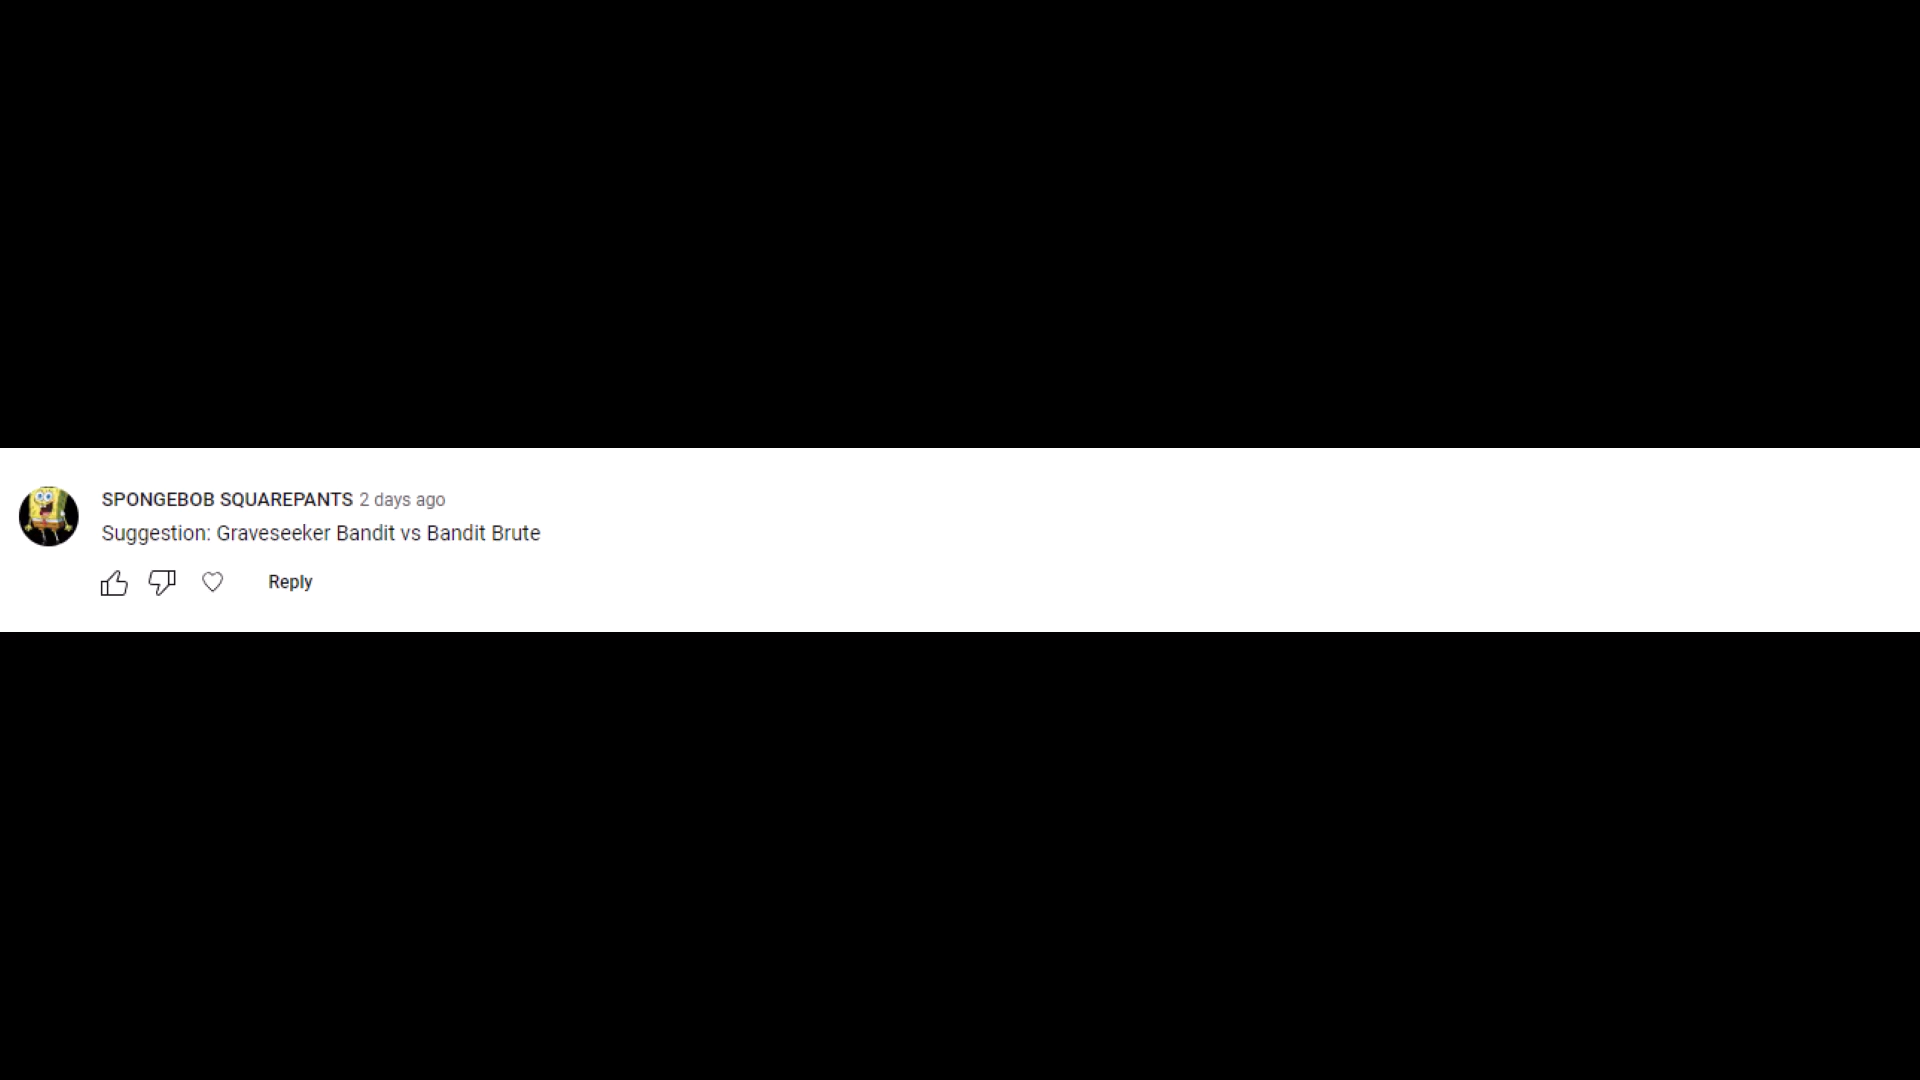 SPONGEBOB SQUAREPANTS 2 days ago
Suggestion: Graveseeker Bandit vs Bandit Brute
Reply